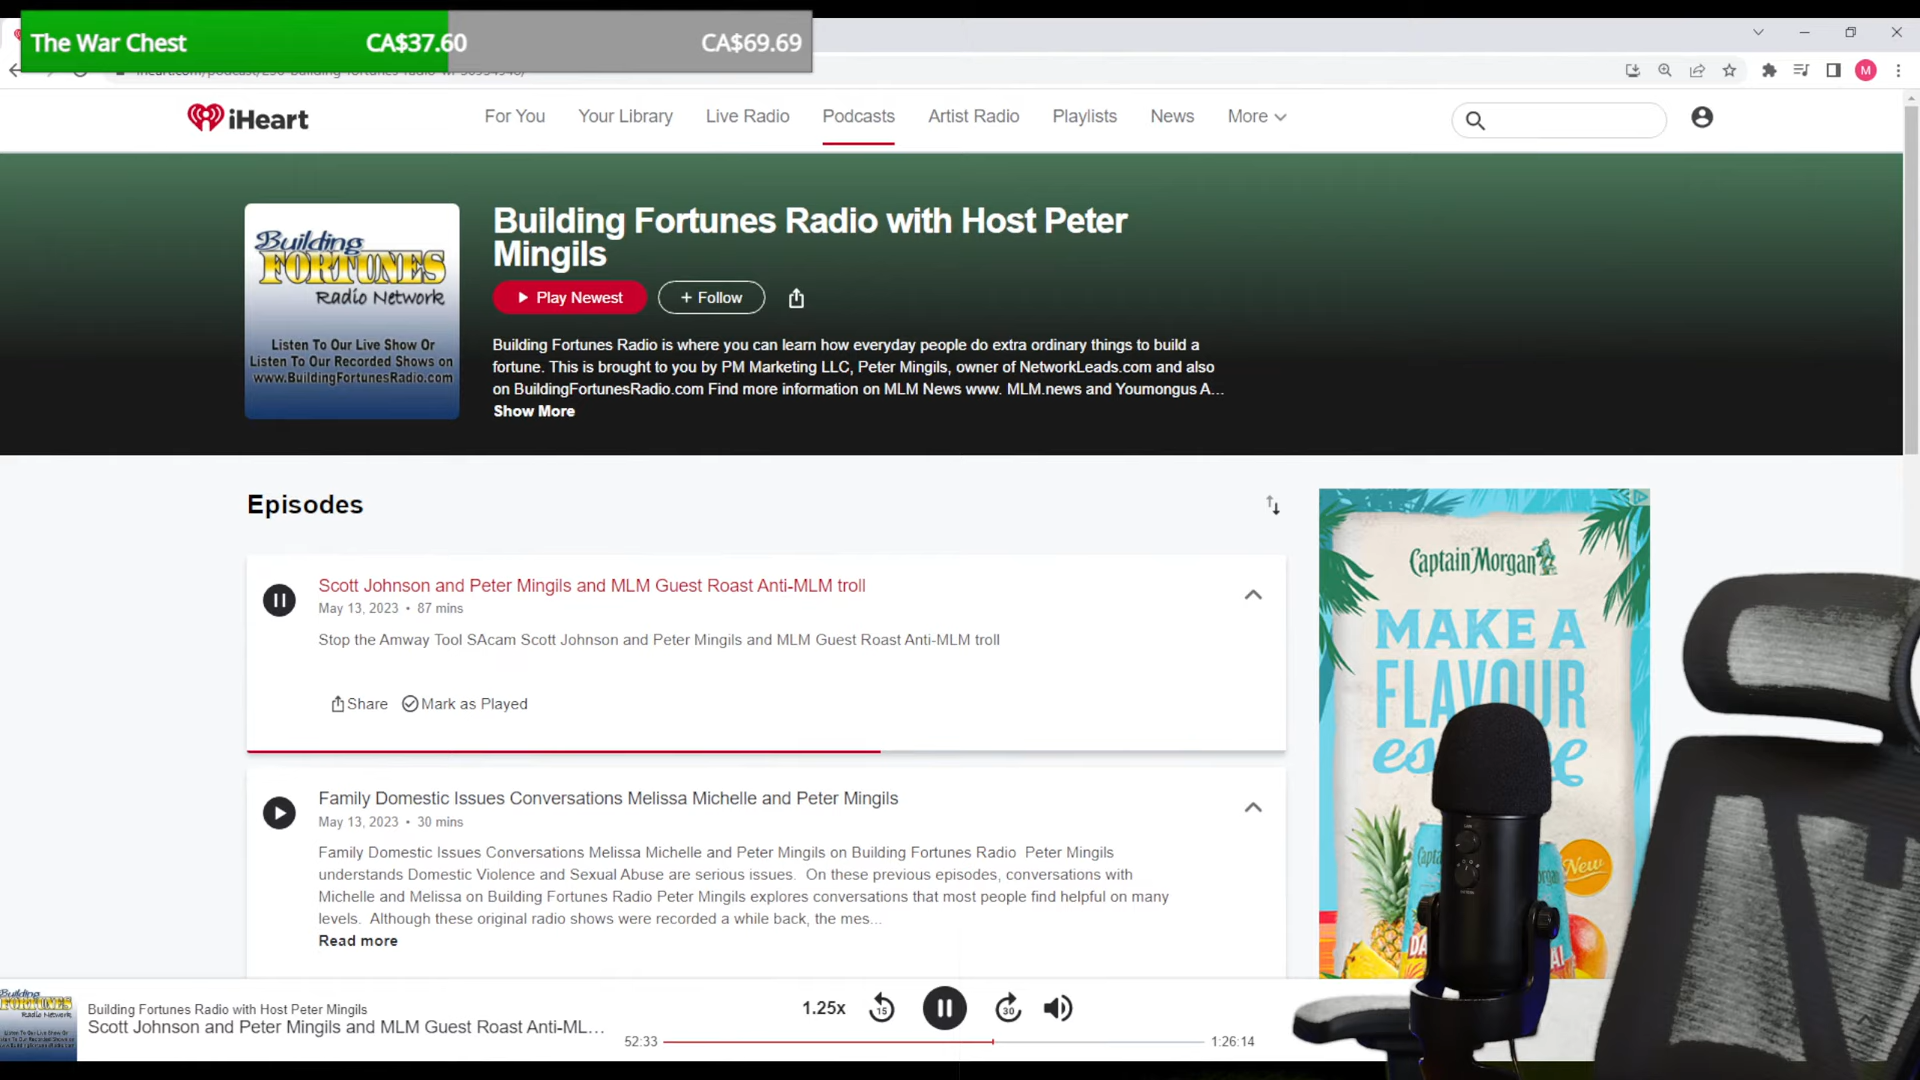 The War Chest CA$37.60 CA$69.69
M
iHeart
For You Your Library Live Radio Podcasts Artist Radio Playlists News More
Building Fortunes Radio with Host Peter
Mingils
Play Newest
+ Follow
Building Fortunes Radio is where you can learn how everyday people do extra ordinary things to build a
fortune. This is brought to you by PM Marketing LLC, Peter Mingils, owner of NetworkLeads.com and also
on BuildingFortunesRadio.com Find more information on MLM News www. MLM.news and Youmongus A...
Show More
Building
FORTUNES
Radio Network
Listen To Our Live Show Or
Listen To Our Recorded Shows on
www.BuildingFortunesRadio.com
Episodes
Scott Johnson and Peter Mingils and MLM Guest Roast Anti-MLM troll
May 13, 2023 • 87 mins
Stop the Amway Tool SAcam Scott Johnson and Peter Mingils and MLM Guest Roast Anti-MLM troll
Share Mark as Played
Family Domestic Issues Conversations Melissa Michelle and Peter Mingils
May 13, 2023 • 30 mins
Family Domestic Issues Conversations Melissa Michelle and Peter Mingils on Building Fortunes Radio Peter Mingils
understands Domestic Violence and Sexual Abuse are serious issues. On these previous episodes, conversations with
Michelle and Melissa on Building Fortunes Radio Peter Mingils explores conversations that most people find helpful on many
levels. Although these original radio shows were recorded a while back, the mes...
Read more
Captain Morgan
MAKE A
FLAVOUR
New
Building Fortunes Radio with Host Peter Mingils
Scott Johnson and Peter Mingils and MLM Guest Roast Anti-ML...
1.25x
15
30
52:33
1:26:14